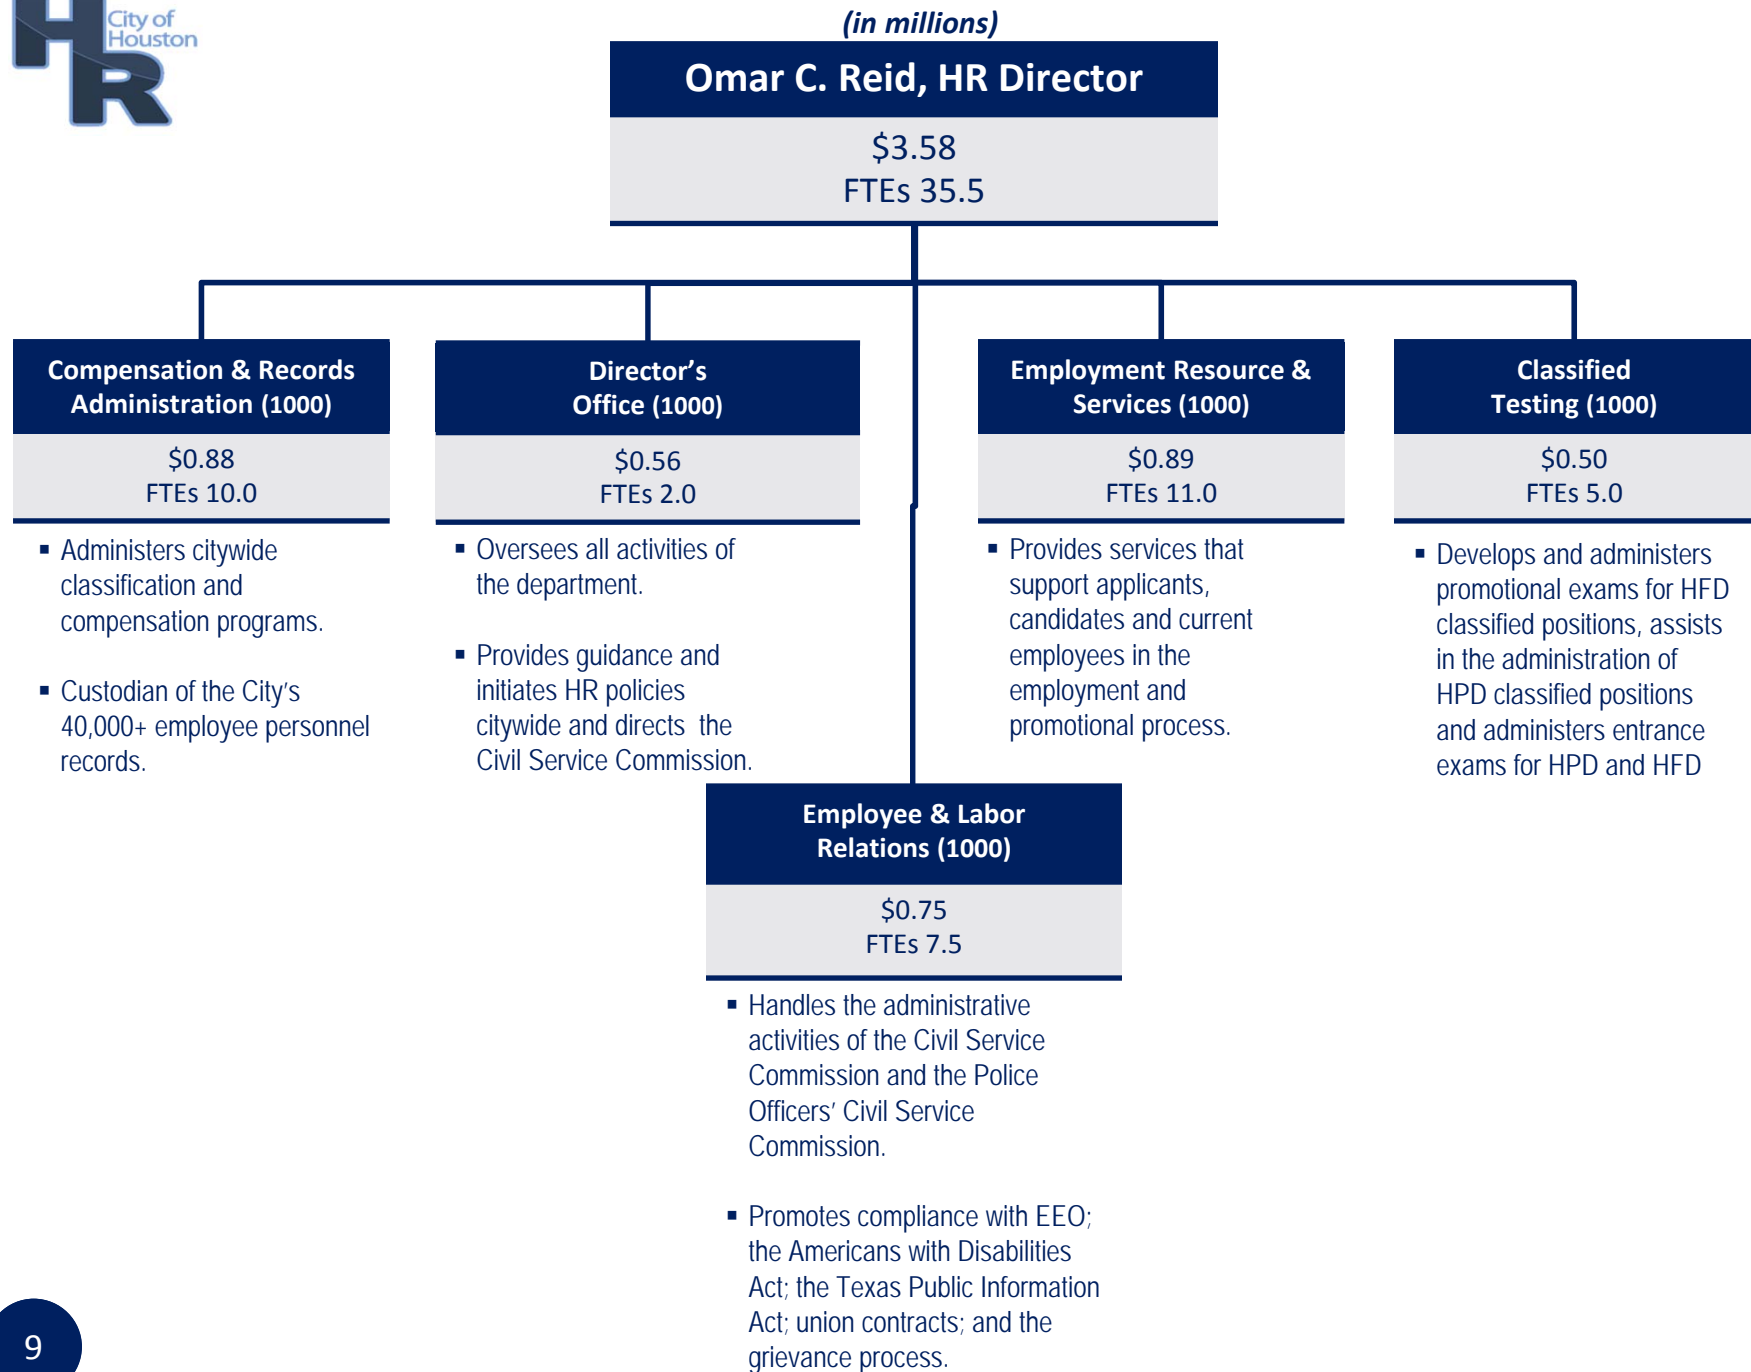 HR
City of
Houston
(in millions)
Omar C. Reid, HR Director
$3.58
FTEs 35.5
Compensation & Records
Administration (1000)
$0.88
FTEs 10.0
▪ Administers citywide
classification and
compensation programs.
▪ Custodian of the City's
40,000+ employee personnel
records.
Director's
Office (1000)
$0.56
FTEs 2.0
▪ Oversees all activities of
the department.
▪ Provides guidance and
initiates HR policies
citywide and directs the
Civil Service Commission.
Employment Resource &
Services (1000)
$0.89
FTEs 11.0
▪ Provides services that
support applicants,
candidates and current
employees in the
employment and
promotional process.
Classified
Testing (1000)
$0.50
FTEs 5.0
▪ Develops and administers
promotional exams for HFD
classified positions, assists
in the administration of
HPD classified positions
and administers entrance
exams for HPD and HFD
Employee & Labor
Relations (1000)
$0.75
FTEs 7.5
▪ Handles the administrative
activities of the Civil Service
Commission and the Police
Officers' Civil Service
Commission.
▪ Promotes compliance with EEO;
the Americans with Disabilities
Act; the Texas Public Information
Act; union contracts; and the
grievance process.
9